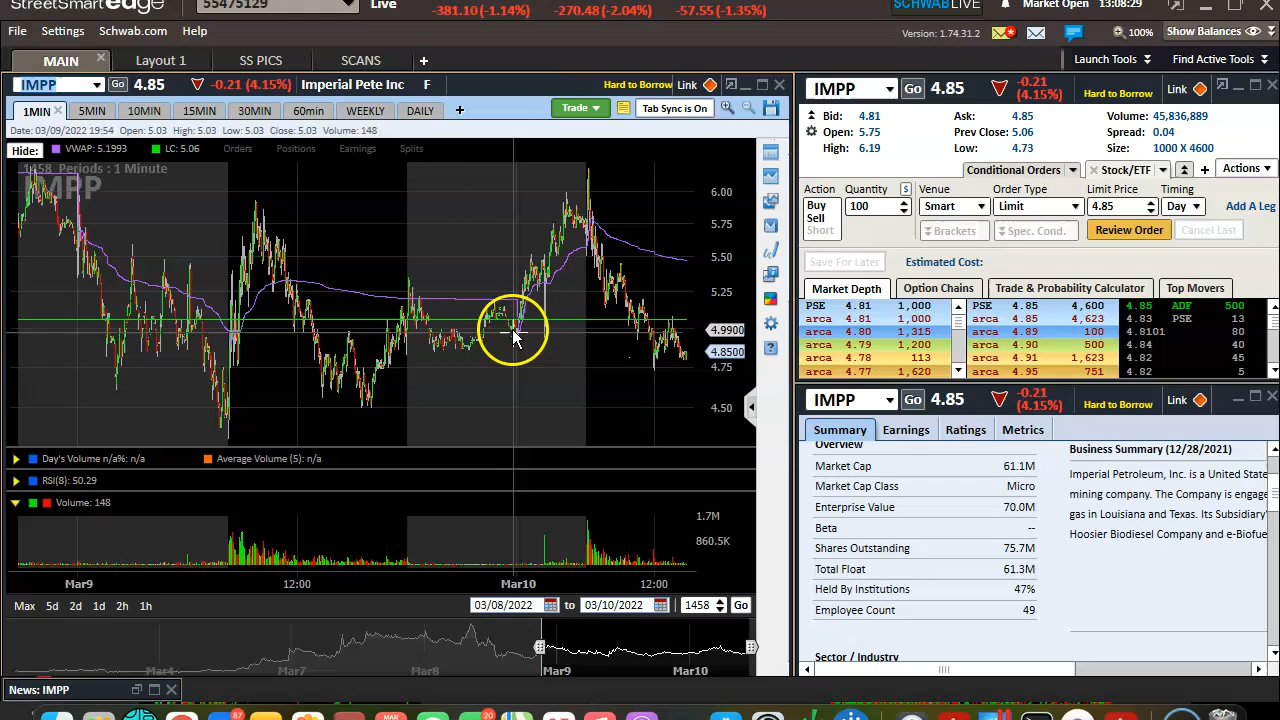 StreetSmart edge 55475129 Live -381.10 (-1.14%) -270.48 (-2.04%) -57.55 (-1.35%) SCHWAB LIVE Market Open 13:08:29
File Settings Schwab.com Help Version: 1.74.31.2 100% Show Balances
MAIN Layout 1 SS PICS SCANS + Launch Tools Find Active Tools
IMPP Go 4.85 -0.21 (4.15%) Imperial Pete Inc F Hard to Borrow Link
1MIN 5MIN 10MIN 15MIN 30MIN 60min WEEKLY DAILY + Trade Tab Sync is On
Date: 03/09/2022 19:54 Open: 5.03 High: 5.03 Low: 5.03 Close: 5.03 Volume: 148
Hide: VWAP: 5.1993 LC: 5.06 Orders Positions Earnings Splits
1458 Periods : 1 Minute
IMPP
6.00
5.75
5.50
5.25
4.9900
4.8500
4.75
4.50
Day's Volume n/a%: n/a Average Volume (5): n/a
RSI(8): 50.29
Volume: 148
1.7M
860.5K
Mar9 12:00 Mar10 12:00
Max 5d 2d 1d 2h 1h 03/08/2022 to 03/10/2022 1458 Go
Mar4 Mar7 Mar8 Mar9 Mar10
News: IMPP
IMPP Go 4.85 -0.21 (4.15%) Hard to Borrow Link
Bid: 4.81 Ask: 4.85 Volume: 45,836,889
Open: 5.75 Prev Close: 5.06 Spread: 0.04
High: 6.19 Low: 4.73 Size: 1000 X 4600
Conditional Orders Stock/ETF + Actions
Action Quantity $ Venue Order Type Limit Price Timing
Buy 100 Smart Limit 4.85 Day Add A Leg
Sell
Short Brackets Spec. Cond. Review Order Cancel Last
Save For Later Estimated Cost:
Market Depth Option Chains Trade & Probability Calculator Top Movers
PSE 4.81 1,000 PSE 4.85 4,600 4.85 ADF 500
arca 4.81 1,000 arca 4.85 4,623 4.85 PSE 13
arca 4.80 1,315 arca 4.89 100 4.8101 80
arca 4.79 1,200 arca 4.90 500 4.84 40
arca 4.78 113 arca 4.91 1,623 4.82 45
arca 4.77 1,620 arca 4.95 751 4.82 5
IMPP Go 4.85 -0.21 (4.15%) Hard to Borrow Link
Summary Earnings Ratings Metrics
Overview Business Summary (12/28/2021)
Market Cap 61.1M Imperial Petroleum, Inc. is a United State
Market Cap Class Micro mining company. The Company is engage
Enterprise Value 70.0M gas in Louisiana and Texas. Its Subsidiary
Beta -- Hoosier Biodiesel Company and e-Biofue
Shares Outstanding 75.7M
Total Float 61.3M
Held By Institutions 47%
Employee Count 49
Sector / Industry
87
MAR
20